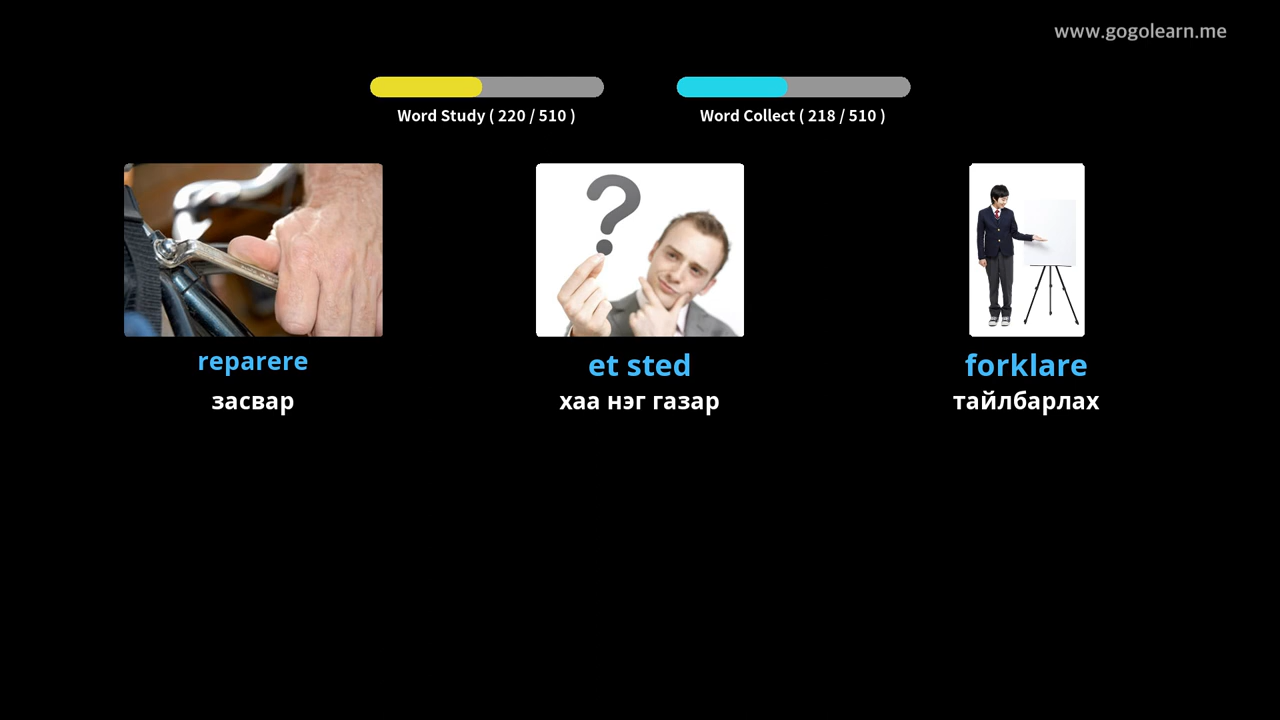 www.gogolearn.me
Word Study ( 220 / 510 )
Word Collect ( 218 / 510 )
reparere
et sted
forklare
засвар
хаа нэг газар
тайлбарлах